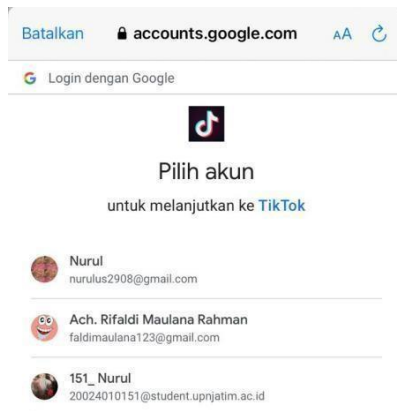 Batalkan accounts.google.com AA
G Login dengan Google
Pilih akun
untuk melanjutkan ke TikTok
Nurul
nurulus2908@gmail.com
Ach. Rifaldi Maulana Rahman
faldimaulana123@gmail.com
151_ Nurul
20024010151@student.upnjatim.ac.id